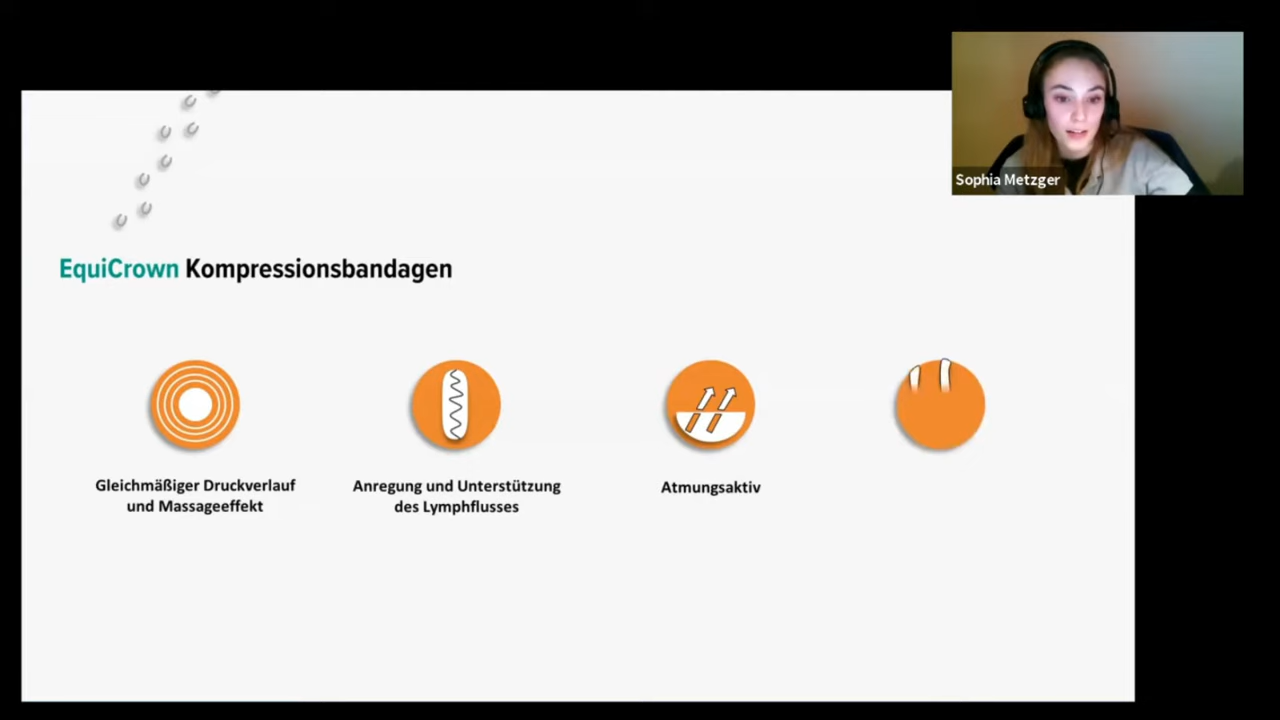 Sophia Metzger
EquiCrown Kompressionsbandagen
Gleichmäßiger Druckverlauf
und Massageeffekt
Anregung und Unterstützung
des Lymphflusses
Atmungsaktiv